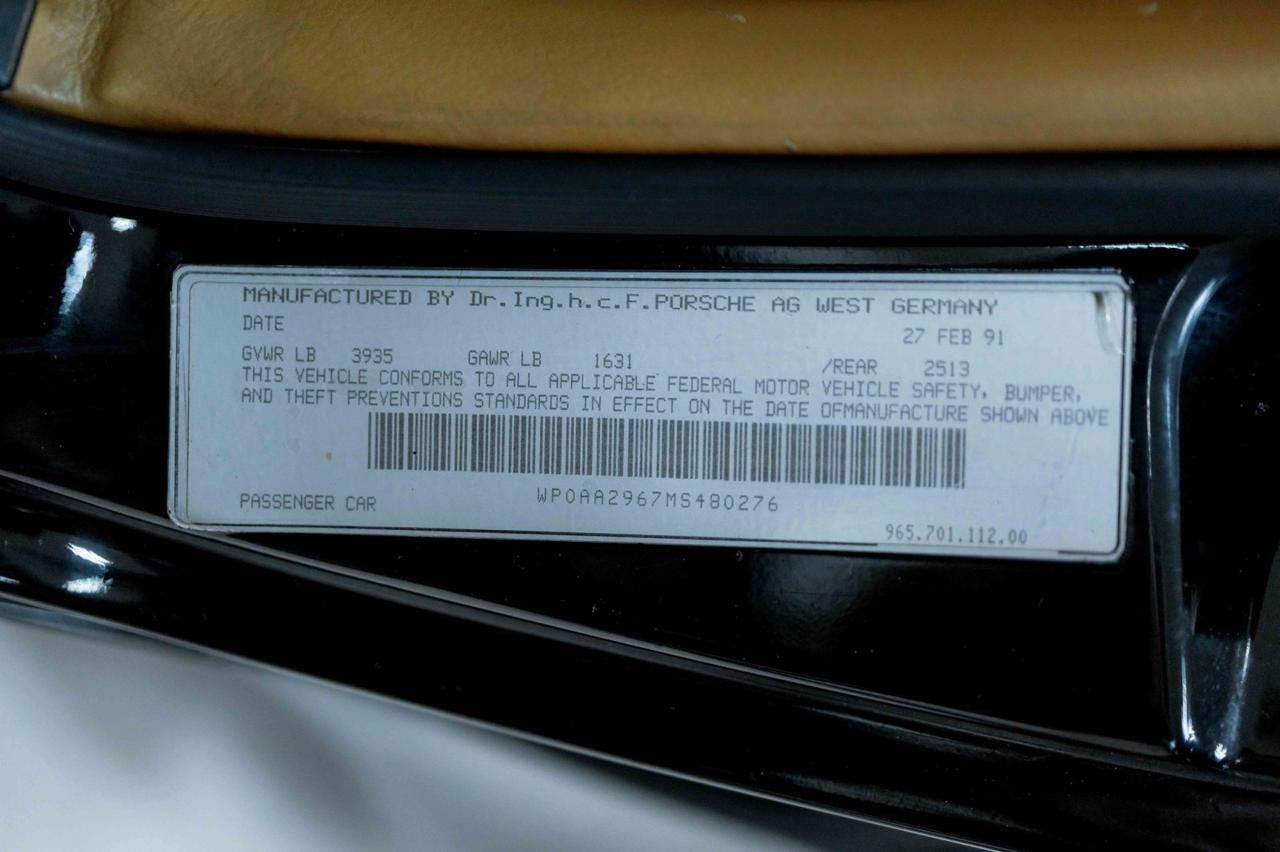 MANUFACTURED BY Dr.Ing.h.c.F.PORSCHE AG WEST GERMANY
DATE 27 FEB 91
GVWR LB 3935 GAWR LB 1631 /REAR 2513
THIS VEHICLE CONFORMS TO ALL APPLICABLE FEDERAL MOTOR VEHICLE SAFETY, BUMPER,
AND THEFT PREVENTIONS STANDARDS IN EFFECT ON THE DATE OFMANUFACTURE SHOWN ABOVE
WP0AA2967MS480276
PASSENGER CAR
965.701.112.00